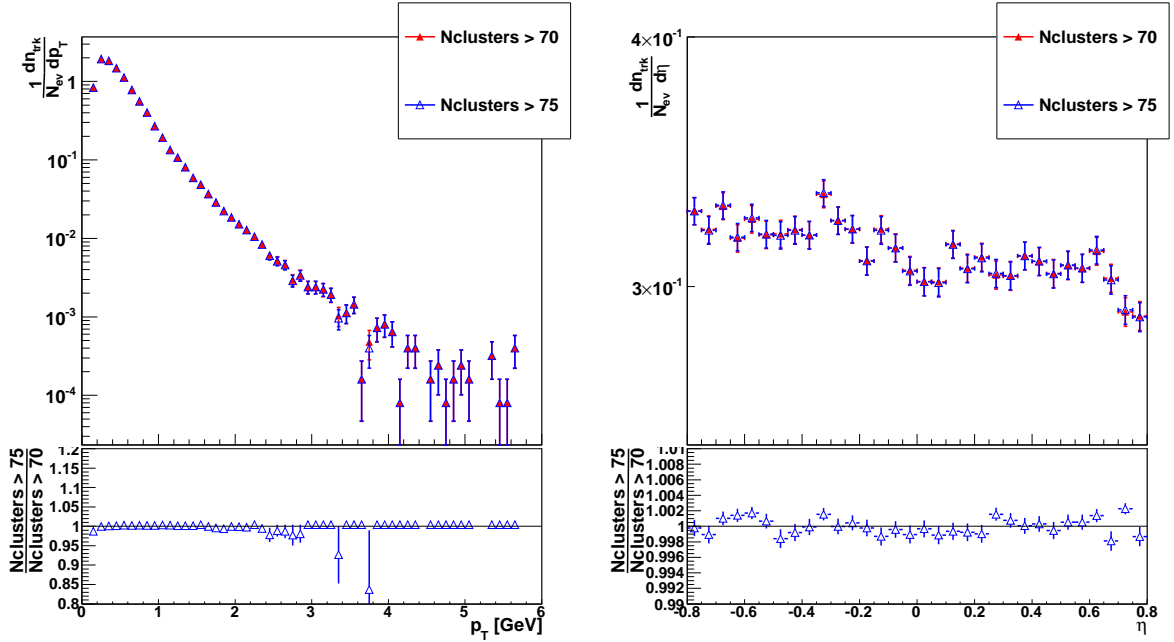 Nclusters > 70
Nclusters > 75
1/N_ev dn_trk/dp_T
1
10⁻¹
10⁻²
10⁻³
10⁻⁴
Nclusters > 75
Nclusters > 70
1.2
1.15
1.1
1.05
1
0.95
0.9
0.85
0.8
0 1 2 3 4 5 6
p_T [GeV]
Nclusters > 70
Nclusters > 75
4×10⁻¹
1/N_ev dn_trk/dη
3×10⁻¹
Nclusters > 75
Nclusters > 70
1.01
1.008
1.006
1.004
1.002
1
0.998
0.996
0.994
0.992
0.99
-0.8 -0.6 -0.4 -0.2 0 0.2 0.4 0.6 0.8
η